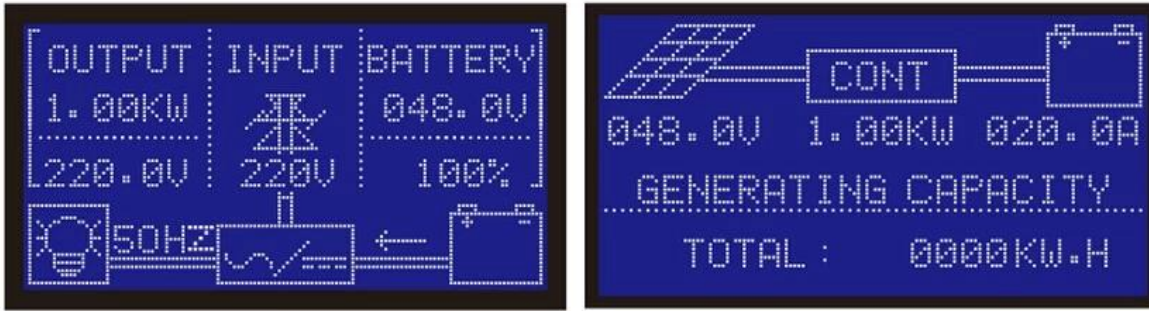 OUTPUT INPUT BATTERY
1.00KW 048.0V
220.0V 220V 100%
50HZ
+ -
+ -
CONT
048.0V 1.00KW 020.0A
GENERATING CAPACITY
TOTAL: 0000KW.H